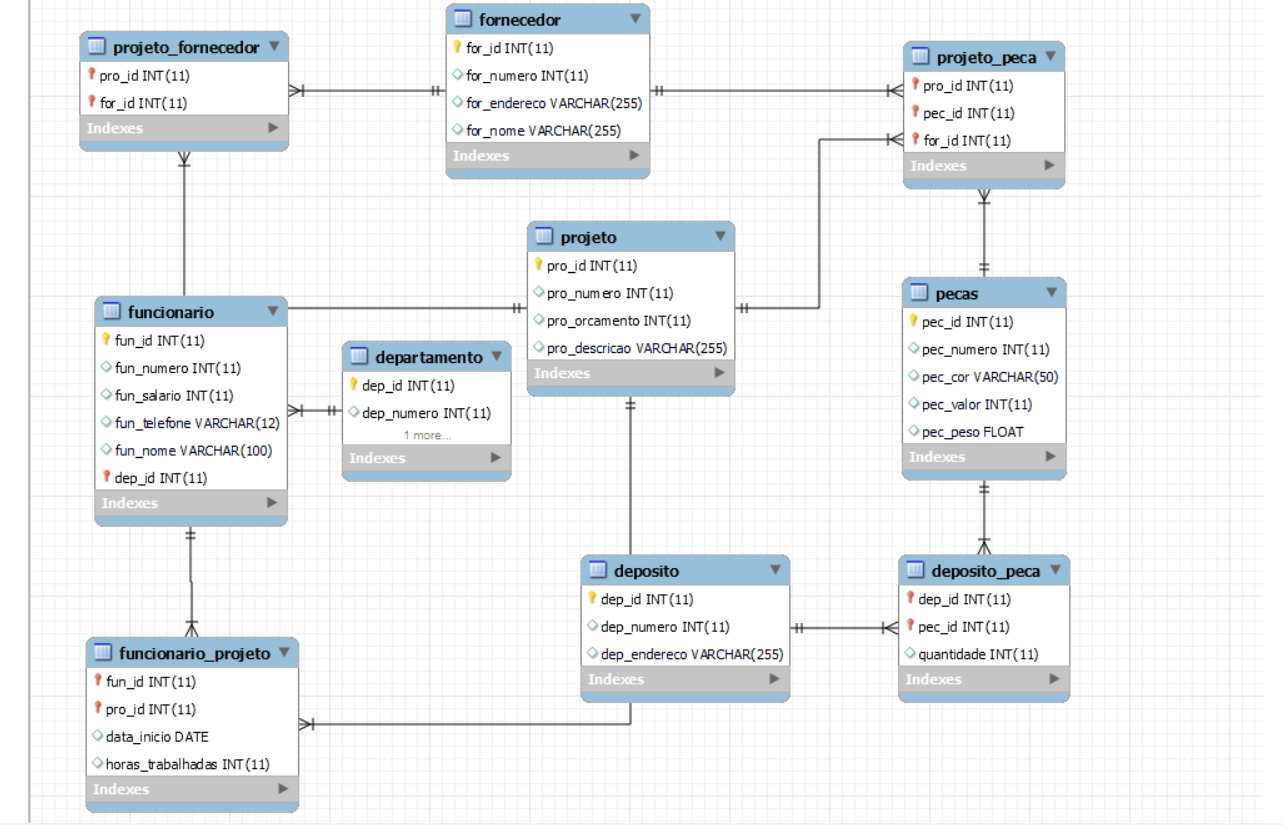 projeto_fornecedor
pro_id INT(11)
for_id INT(11)
Indexes
fornecedor
for_id INT(11)
for_numero INT(11)
for_endereco VARCHAR(255)
for_nome VARCHAR(255)
Indexes
projeto_peca
pro_id INT(11)
pec_id INT(11)
for_id INT(11)
Indexes
projeto
pro_id INT(11)
pro_numero INT(11)
pro_orcamento INT(11)
pro_descricao VARCHAR(255)
Indexes
funcionario
fun_id INT(11)
fun_numero INT(11)
fun_salario INT(11)
fun_telefone VARCHAR(12)
fun_nome VARCHAR(100)
dep_id INT(11)
Indexes
departamento
dep_id INT(11)
dep_numero INT(11)
1 more...
Indexes
pecas
pec_id INT(11)
pec_numero INT(11)
pec_cor VARCHAR(50)
pec_valor INT(11)
pec_peso FLOAT
Indexes
deposito
dep_id INT(11)
dep_numero INT(11)
dep_endereco VARCHAR(255)
Indexes
deposito_peca
dep_id INT(11)
pec_id INT(11)
quantidade INT(11)
Indexes
funcionario_projeto
fun_id INT(11)
pro_id INT(11)
data_inicio DATE
horas_trabalhadas INT(11)
Indexes